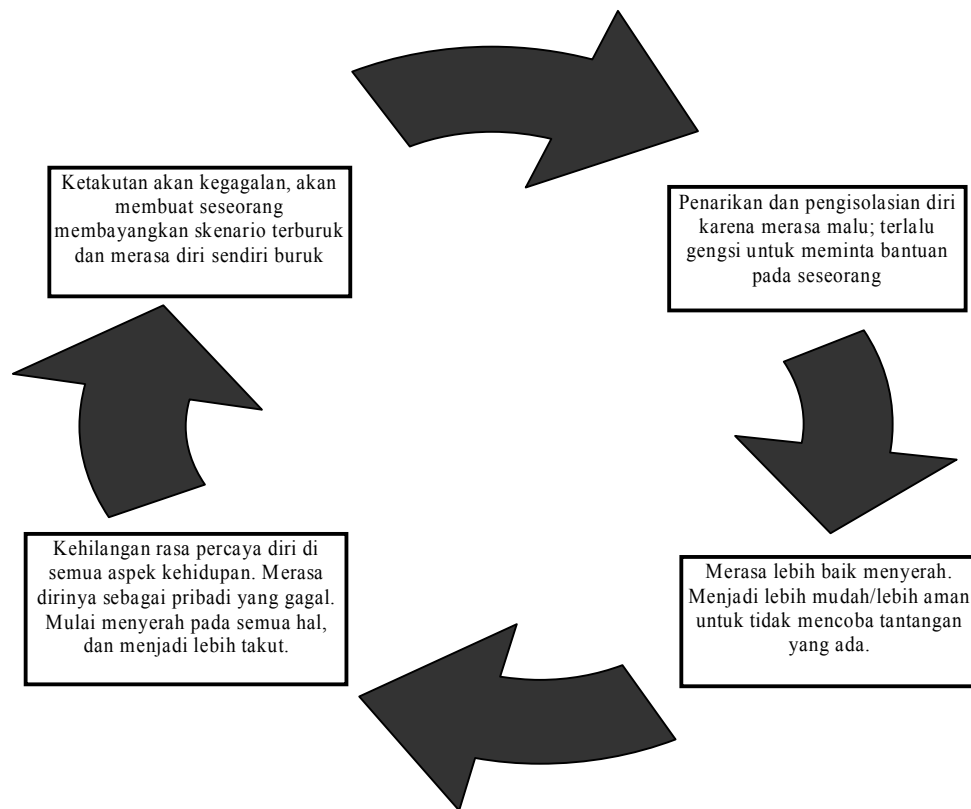 Ketakutan akan kegagalan, akan
membuat seseorang
membayangkan skenario terburuk
dan merasa diri sendiri buruk
Penarikan dan pengisolasian diri
karena merasa malu; terlalu
gengsi untuk meminta bantuan
pada seseorang
Merasa lebih baik menyerah.
Menjadi lebih mudah/lebih aman
untuk tidak mencoba tantangan
yang ada.
Kehilangan rasa percaya diri di
semua aspek kehidupan. Merasa
dirinya sebagai pribadi yang gagal.
Mulai menyerah pada semua hal,
dan menjadi lebih takut.